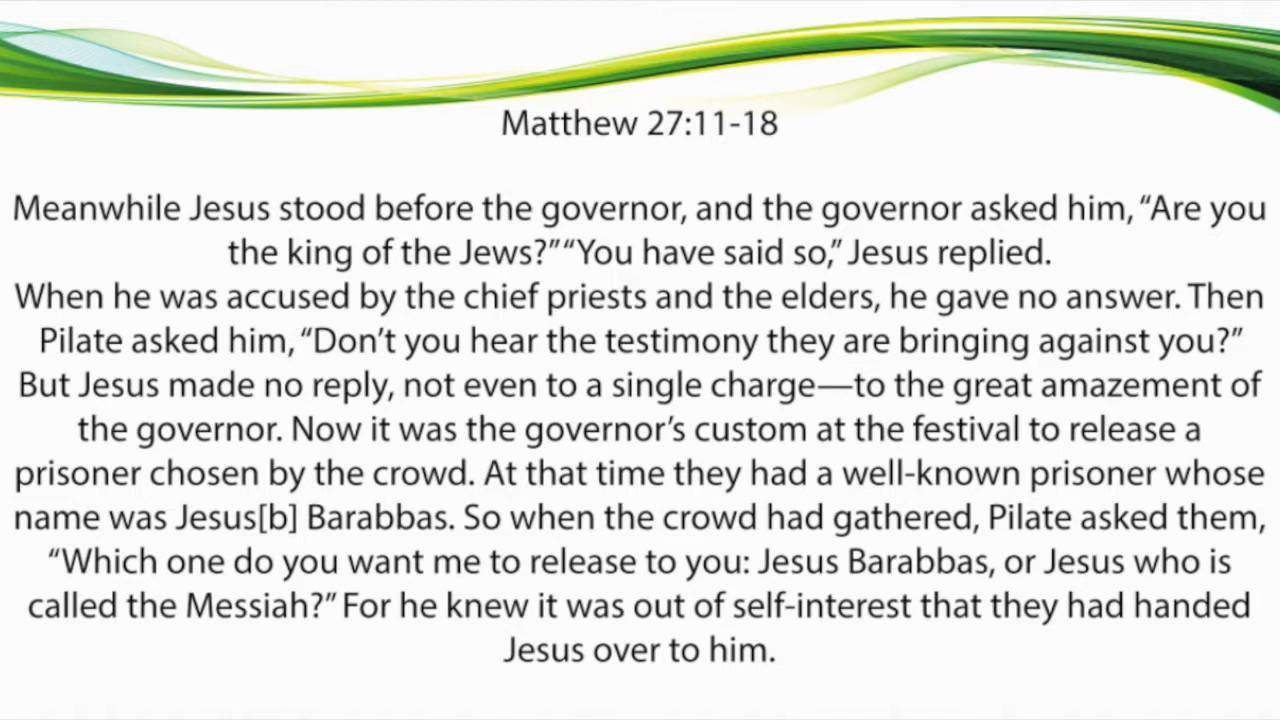 Matthew 27:11-18
Meanwhile Jesus stood before the governor, and the governor asked him, “Are you
the king of the Jews?”“You have said so,” Jesus replied.
When he was accused by the chief priests and the elders, he gave no answer. Then
Pilate asked him, “Don’t you hear the testimony they are bringing against you?”
But Jesus made no reply, not even to a single charge—to the great amazement of
the governor. Now it was the governor’s custom at the festival to release a
prisoner chosen by the crowd. At that time they had a well-known prisoner whose
name was Jesus[b] Barabbas. So when the crowd had gathered, Pilate asked them,
“Which one do you want me to release to you: Jesus Barabbas, or Jesus who is
called the Messiah?” For he knew it was out of self-interest that they had handed
Jesus over to him.